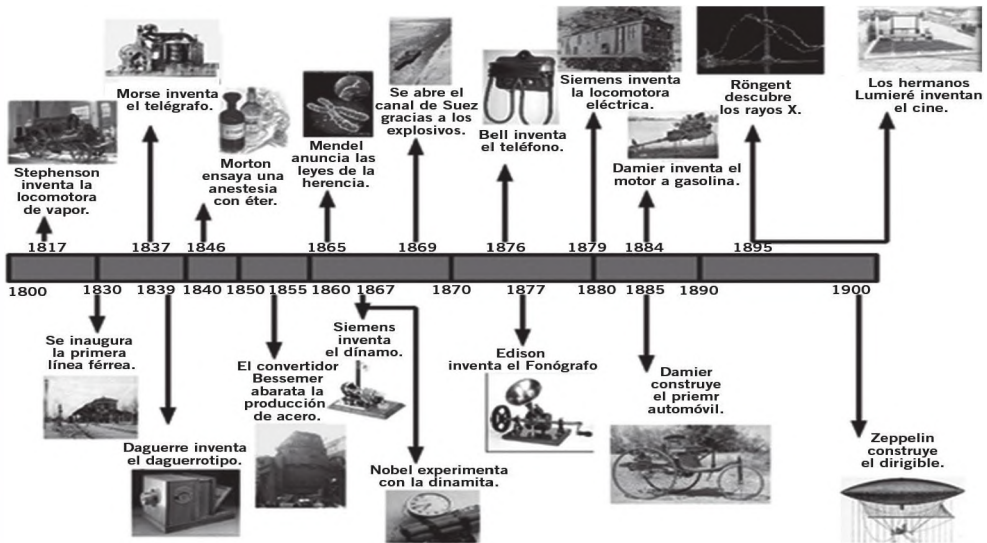 Stephenson
inventa la
locomotora
de vapor.
Morse inventa
el telégrafo.
Morton
ensaya una
anestesia
con éter.
Mendel
anuncia las
leyes de la
herencia.
Se abre el
canal de Suez
gracias a los
explosivos.
Bell inventa
el teléfono.
Siemens inventa
la locomotora
eléctrica.
Damier inventa el
motor a gasolina.
Röngent
descubre
los rayos X.
Los hermanos
Lumieré inventan
el cine.
1817 1837 1846 1865 1869 1876 1879 1884 1895
1800 1830 1839 1840 1850 1855 1860 1867 1870 1877 1880 1885 1890 1900
Se inaugura
la primera
línea férrea.
Daguerre inventa
el daguerrotipo.
El convertidor
Bessemer
abarata la
producción
de acero.
Siemens
inventa
el dínamo.
Nobel experimenta
con la dinamita.
Edison
inventa el Fonógrafo
Damier
construye
el priemr
automóvil.
Zeppelin
construye
el dirigible.